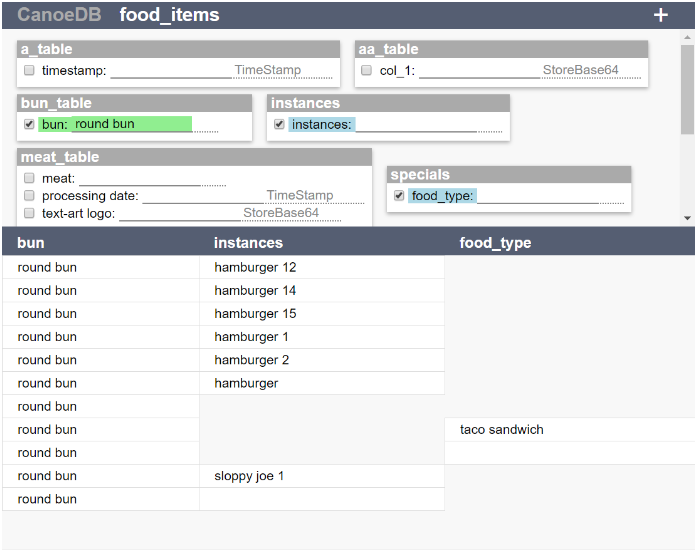 CanoeDB food_items +
a_table aa_table
timestamp: TimeStamp col_1: StoreBase64
bun_table instances
bun: round bun instances:
meat_table
specials
meat:
processing date: TimeStamp food_type:
text-art logo: StoreBase64
bun instances food_type
round bun hamburger 12
round bun hamburger 14
round bun hamburger 15
round bun hamburger 1
round bun hamburger 2
round bun hamburger
round bun
round bun taco sandwich
round bun
round bun sloppy joe 1
round bun